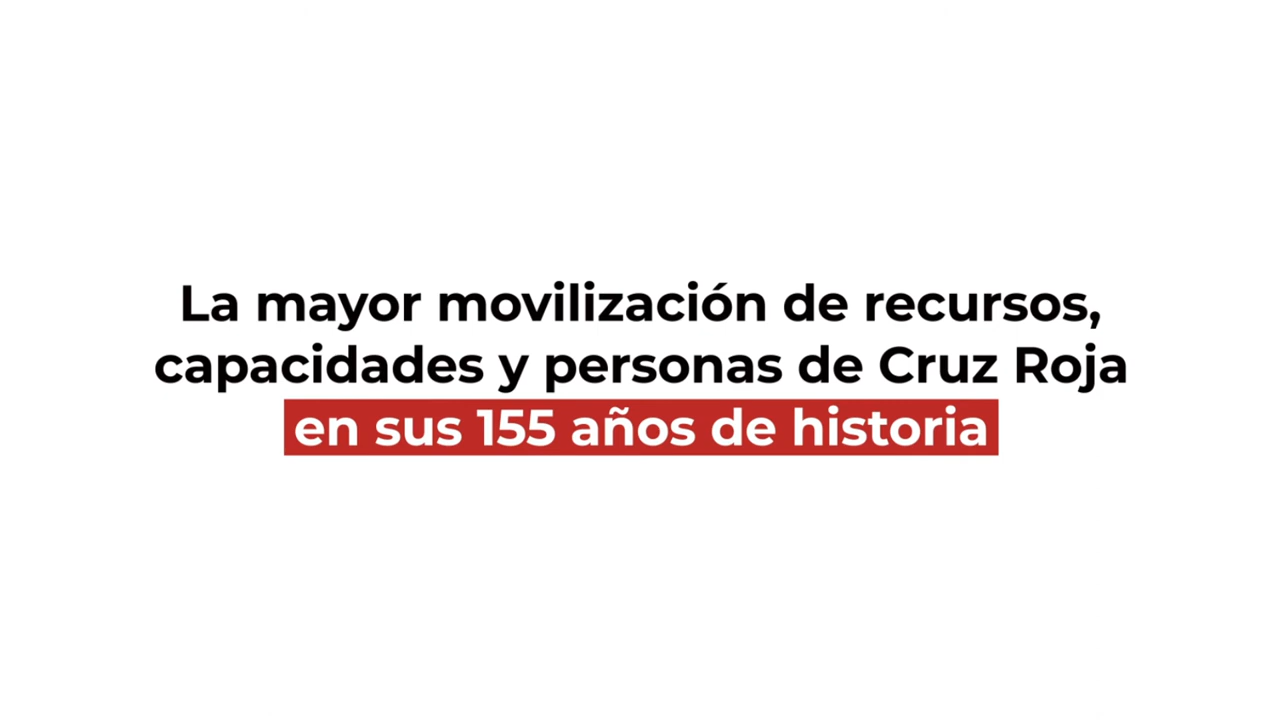 La mayor movilización de recursos,
capacidades y personas de Cruz Roja
en sus 155 años de historia